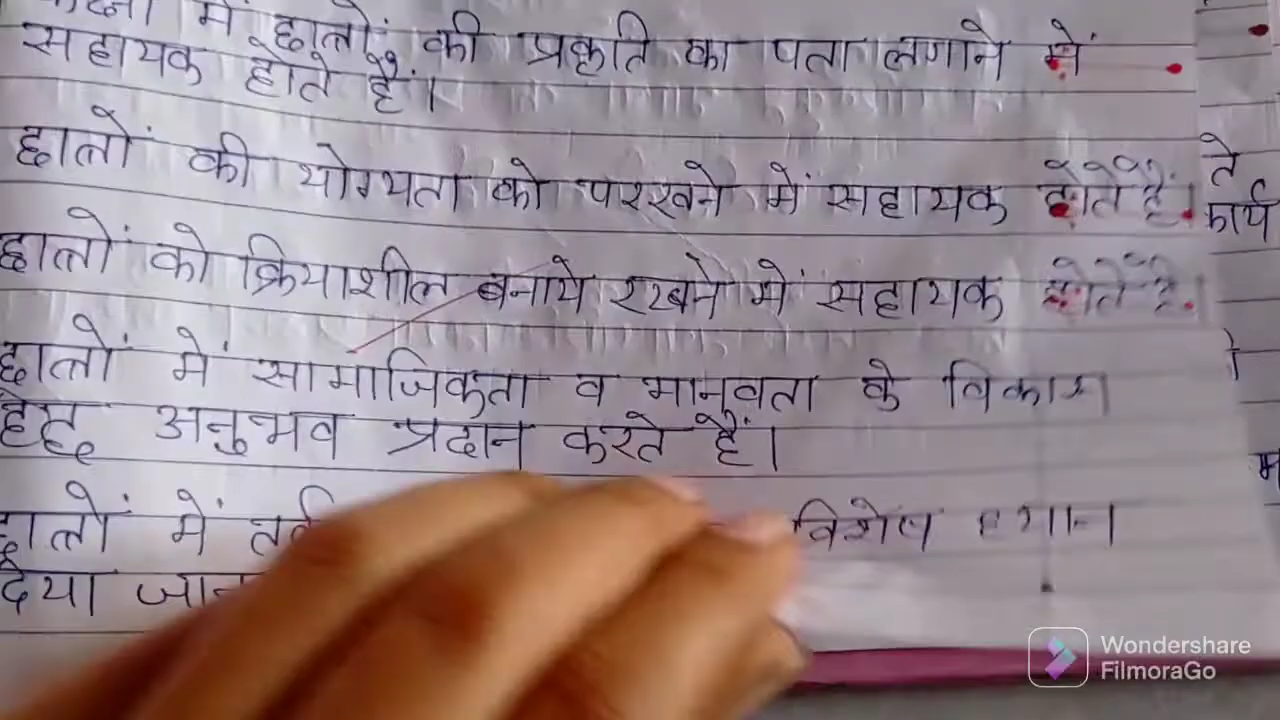 में छात्रों की प्रकृति का पता लगाने में
सहायक होते हैं।
छात्रों की योग्यता को परखने में सहायक होते हैं।
छात्रों को क्रियाशील बनाये रखने में सहायक होते हैं।
छात्रों में सामाजिकता व मानवता के विकाश
हेतु अनुभव प्रदान करते हैं।
छात्रों में विशेष ध्यान
दिया
ते
कार्य
Wondershare
FilmoraGo